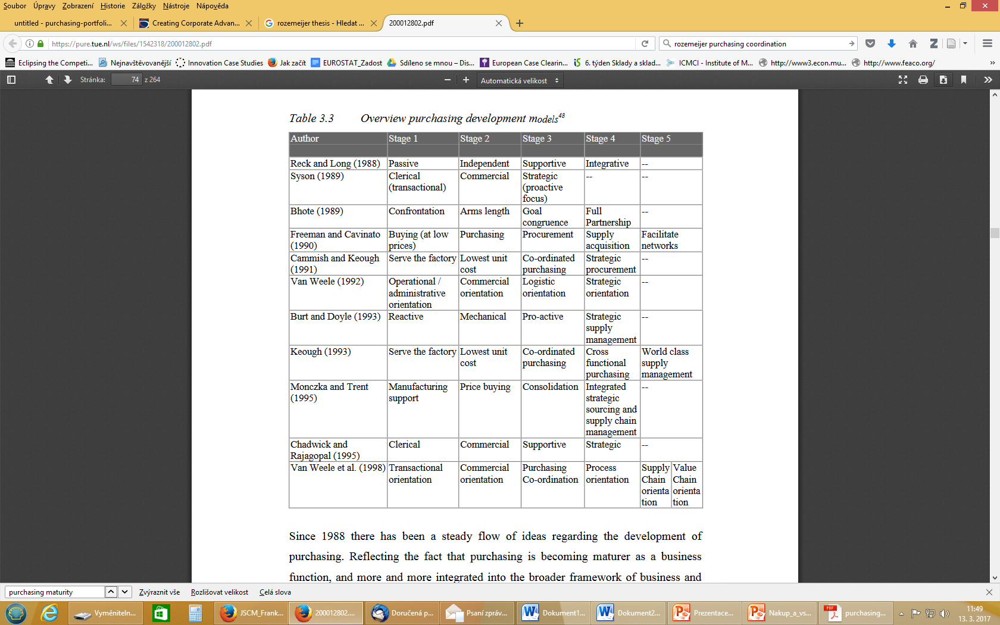 Soubor Úpravy Zobrazení Historie Záložky Nástroje Nápověda
untitled - purchasing-portfoli... Creating Corporate Advan... rozemeijer thesis - Hledat ... 200012802.pdf
https://pure.tue.nl/ws/files/1542318/200012802.pdf rozemeijer purchasing coordination
Eclipsing the Competi... Nejnavštěvovanější Innovation Case Studies Jak začít EUROSTAT_Zadost Sdíleno se mnou – Dis... European Case Clearin... 6. týden Sklady a sklad... ICMCI - Institute of M... http://www3.econ.mu... http://www.feaco.org/
Stránka: 74 z 264 Automatická velikost
Table 3.3 Overview purchasing development models48
Author Stage 1 Stage 2 Stage 3 Stage 4 Stage 5
Reck and Long (1988) Passive Independent Supportive Integrative --
Syson (1989) Clerical Commercial Strategic -- --
(transactional) (proactive
focus)
Bhote (1989) Confrontation Arms length Goal Full --
congruence Partnership
Freeman and Cavinato Buying (at low Purchasing Procurement Supply Facilitate
(1990) prices) acquisition networks
Cammish and Keough Serve the factory Lowest unit Co-ordinated Strategic --
(1991) cost purchasing procurement
Van Weele (1992) Operational / Commercial Logistic Strategic --
administrative orientation orientation orientation
orientation
Burt and Doyle (1993) Reactive Mechanical Pro-active Strategic --
supply
management
Keough (1993) Serve the factory Lowest unit Co-ordinated Cross World class
cost purchasing functional supply
purchasing management
Monczka and Trent Manufacturing Price buying Consolidation Integrated --
(1995) support strategic
sourcing and
supply chain
management
Chadwick and Clerical Commercial Supportive Strategic --
Rajagopal (1995)
Van Weele et al. (1998) Transactional Commercial Purchasing Process Supply Value
orientation orientation Co-ordination orientation Chain Chain
orienta orienta
tion tion
Since 1988 there has been a steady flow of ideas regarding the development of
purchasing. Reflecting the fact that purchasing is becoming maturer as a business
function, and more and more integrated into the broader framework of business and
purchasing maturity Zvýraznit vše Rozlišovat velikost Celá slova
Vyměniteln... JSCM_Frank... 200012802.... Doručená p... Psaní zpráv... Dokument1... Dokument2... Prezentace... Nakup_a_vs... purchasing... 11:49
13. 3. 2017